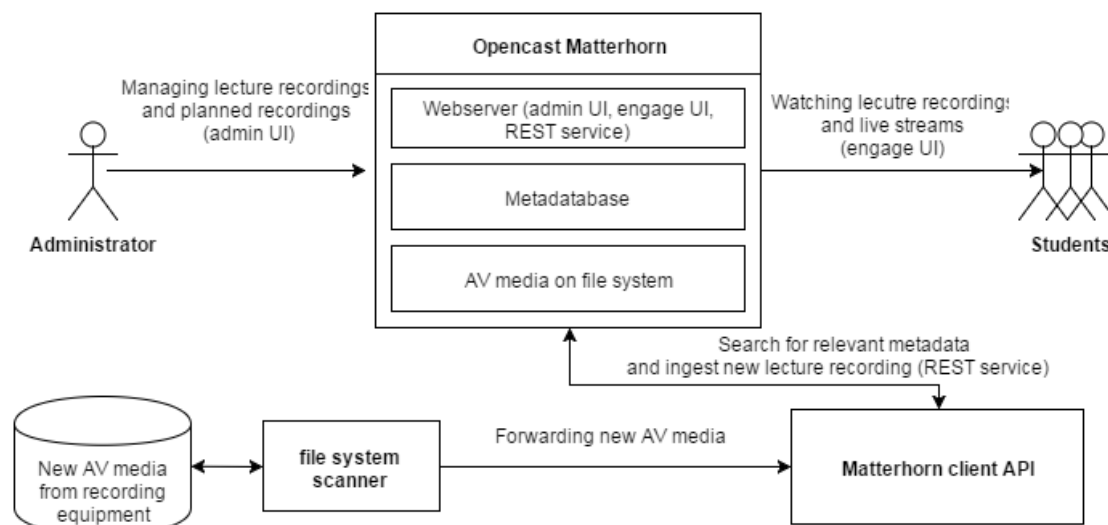 Opencast Matterhorn
Managing lecture recordings
and planned recordings
(admin UI)
Webserver (admin UI, engage UI,
REST service)
Watching lecutre recordings
and live streams
(engage UI)
Metadatabase
Administrator
Students
AV media on file system
Search for relevant metadata
and ingest new lecture recording (REST service)
New AV media
from recording
equipment
file system
scanner
Forwarding new AV media
Matterhorn client API